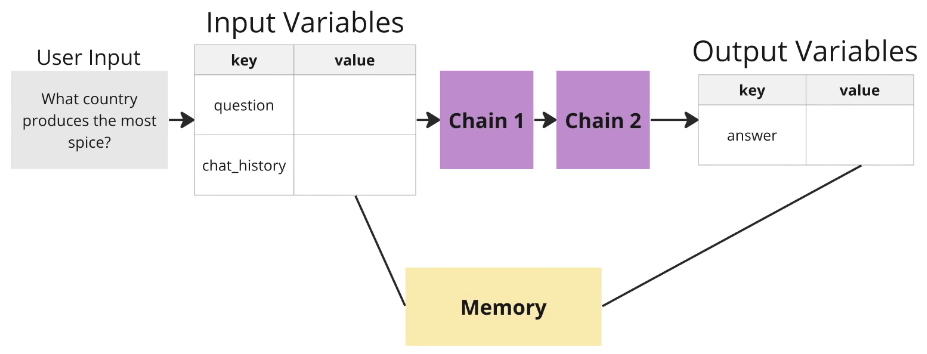 Input Variables
User Input
What country
produces the most
spice?
key value
question
chat_history
Chain 1
Chain 2
Output Variables
key value
answer
Memory